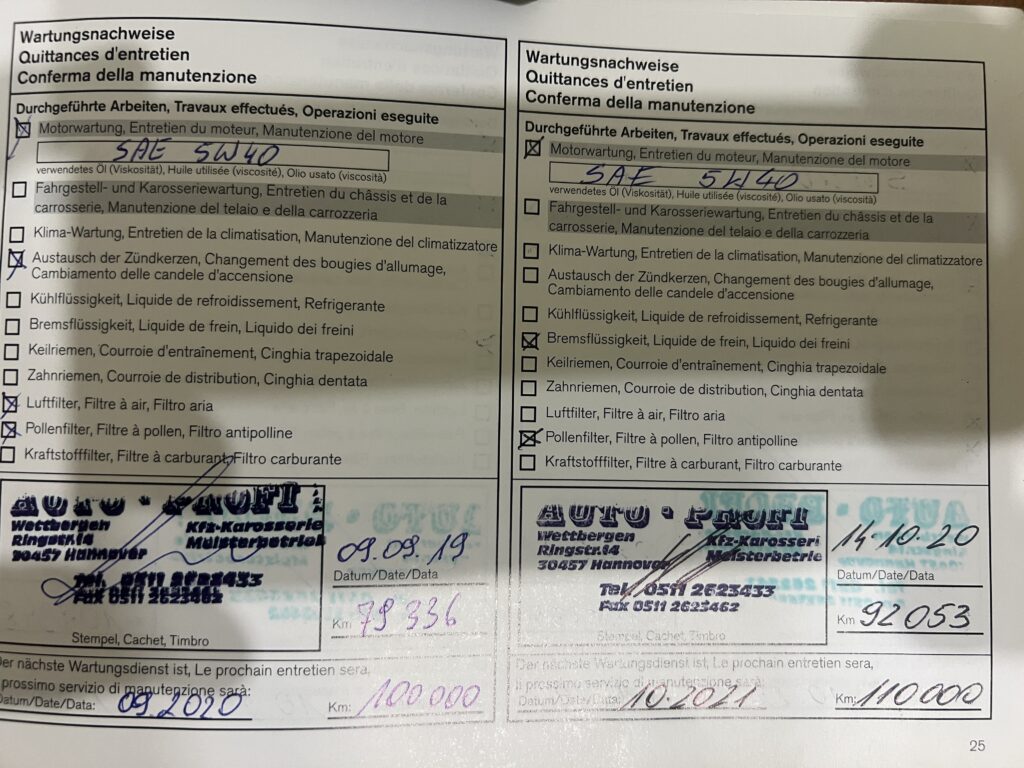 Wartungsnachweise
Quittances d'entretien
Conferma della manutenzione
Durchgeführte Arbeiten, Travaux effectués, Operazioni eseguite
Motorwartung, Entretien du moteur, Manutenzione del motore
SAE 5W40
verwendetes Öl (Viskosität), Huile utilisée (viscosité), Olio usato (viscosità)
Fahrgestell- und Karosseriewartung, Entretien du châssis et de la
carrosserie, Manutenzione del telaio e della carrozzeria
Klima-Wartung, Entretien de la climatisation, Manutenzione del climatizzatore
Austausch der Zündkerzen, Changement des bougies d'allumage,
Cambiamento delle candele d'accensione
Kühlflüssigkeit, Liquide de refroidissement, Refrigerante
Bremsflüssigkeit, Liquide de frein, Liquido dei freini
Keilriemen, Courroie d'entraînement, Cinghia trapezoidale
Zahnriemen, Courroie de distribution, Cinghia dentata
Luftfilter, Filtre à air, Filtro aria
Pollenfilter, Filtre à pollen, Filtro antipolline
Kraftstofffilter, Filtre à carburant, Filtro carburante
AUTO · PROFI
Wettbergen Kfz-Karosserie
Ringstr.14 Meisterbetrieb
30457 Hannover
09.09.19
Datum/Date/Data
Tel. 0511 2623433
Fax 0511 2623462
Km 79 336
Stempel, Cachet, Timbro
Der nächste Wartungsdienst ist, Le prochain entretien sera,
Il prossimo servizio di manutenzione sarà:
Datum/Date/Data: 09.2020 Km: 100000
Wartungsnachweise
Quittances d'entretien
Conferma della manutenzione
Durchgeführte Arbeiten, Travaux effectués, Operazioni eseguite
Motorwartung, Entretien du moteur, Manutenzione del motore
SAE 5W40
verwendetes Öl (Viskosität), Huile utilisée (viscosité), Olio usato (viscosità)
Fahrgestell- und Karosseriewartung, Entretien du châssis et de la
carrosserie, Manutenzione del telaio e della carrozzeria
Klima-Wartung, Entretien de la climatisation, Manutenzione del climatizzatore
Austausch der Zündkerzen, Changement des bougies d'allumage,
Cambiamento delle candele d'accensione
Kühlflüssigkeit, Liquide de refroidissement, Refrigerante
Bremsflüssigkeit, Liquide de frein, Liquido dei freini
Keilriemen, Courroie d'entraînement, Cinghia trapezoidale
Zahnriemen, Courroie de distribution, Cinghia dentata
Luftfilter, Filtre à air, Filtro aria
Pollenfilter, Filtre à pollen, Filtro antipolline
Kraftstofffilter, Filtre à carburant, Filtro carburante
AUTO · PROFI
Wettbergen Kfz-Karosseri
Ringstr.14 Meisterbetrie
30457 Hannover
14.10.20
Datum/Date/Data
Tel. 0511 2623433
Fax 0511 2623462
Km 92053
Stempel, Cachet, Timbro
Der nächste Wartungsdienst ist, Le prochain entretien sera,
Il prossimo servizio di manutenzione sarà:
Datum/Date/Data: 10.2021 Km: 110000
25